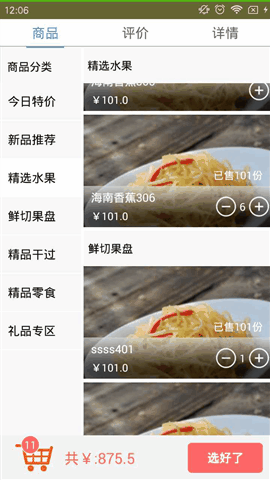 12:06
商品 评价 详情
商品分类
今日特价
新品推荐
精选水果
鲜切果盘
精品干过
精品零食
礼品专区
精选水果
海南香蕉306
￥101.0
已售101份
海南香蕉306
￥101.0
6
鲜切果盘
已售101份
ssss401
￥101.0
1
11
共￥:875.5
选好了